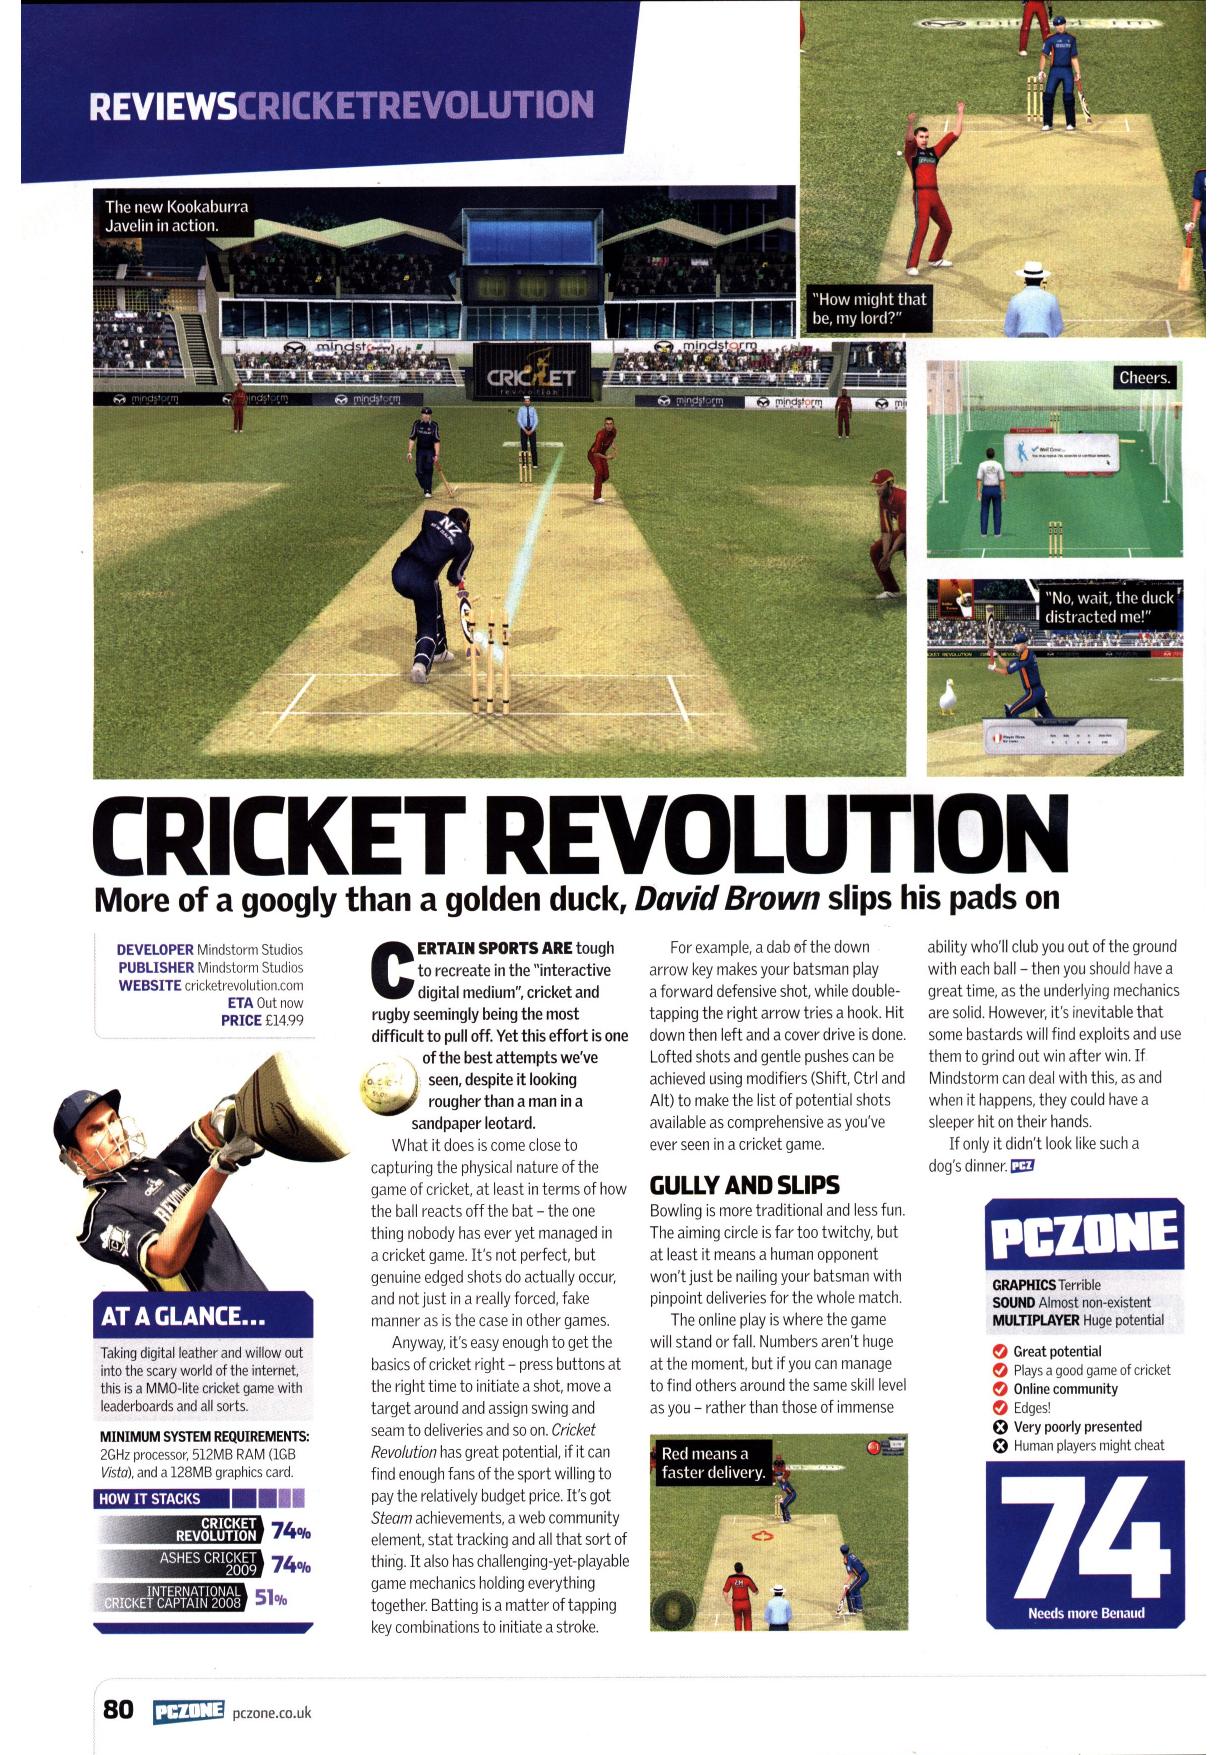 REVIEWSCRICKETREVOLUTION
The new Kookaburra
Javelin in action.
"How might that
be, my lord?"
mindstorm
mindstorm
CRICKET
revolution
mindstorm
mindstorm
mindstorm
mindstorm
mindstorm
NZ
Cheers.
"No, wait, the duck
distracted me!"
CRICKET REVOLUTION
More of a googly than a golden duck, David Brown slips his pads on
DEVELOPER Mindstorm Studios
PUBLISHER Mindstorm Studios
WEBSITE cricketrevolution.com
ETA Out now
PRICE £14.99
AT A GLANCE...
Taking digital leather and willow out
into the scary world of the internet,
this is a MMO-lite cricket game with
leaderboards and all sorts.
MINIMUM SYSTEM REQUIREMENTS:
2GHz processor, 512MB RAM (1GB
Vista), and a 128MB graphics card.
HOW IT STACKS
CRICKET
REVOLUTION 74%
ASHES CRICKET
2009 74%
INTERNATIONAL
CRICKET CAPTAIN 2008 51%
CERTAIN SPORTS ARE tough
to recreate in the "interactive
digital medium", cricket and
rugby seemingly being the most
difficult to pull off. Yet this effort is one
of the best attempts we've
seen, despite it looking
rougher than a man in a
sandpaper leotard.
What it does is come close to
capturing the physical nature of the
game of cricket, at least in terms of how
the ball reacts off the bat – the one
thing nobody has ever yet managed in
a cricket game. It's not perfect, but
genuine edged shots do actually occur,
and not just in a really forced, fake
manner as is the case in other games.
Anyway, it's easy enough to get the
basics of cricket right – press buttons at
the right time to initiate a shot, move a
target around and assign swing and
seam to deliveries and so on. Cricket
Revolution has great potential, if it can
find enough fans of the sport willing to
pay the relatively budget price. It's got
Steam achievements, a web community
element, stat tracking and all that sort of
thing. It also has challenging-yet-playable
game mechanics holding everything
together. Batting is a matter of tapping
key combinations to initiate a stroke.
For example, a dab of the down
arrow key makes your batsman play
a forward defensive shot, while double-
tapping the right arrow tries a hook. Hit
down then left and a cover drive is done.
Lofted shots and gentle pushes can be
achieved using modifiers (Shift, Ctrl and
Alt) to make the list of potential shots
available as comprehensive as you've
ever seen in a cricket game.
GULLY AND SLIPS
Bowling is more traditional and less fun.
The aiming circle is far too twitchy, but
at least it means a human opponent
won't just be nailing your batsman with
pinpoint deliveries for the whole match.
The online play is where the game
will stand or fall. Numbers aren't huge
at the moment, but if you can manage
to find others around the same skill level
as you – rather than those of immense
Red means a
faster delivery.
ability who'll club you out of the ground
with each ball – then you should have a
great time, as the underlying mechanics
are solid. However, it's inevitable that
some bastards will find exploits and use
them to grind out win after win. If
Mindstorm can deal with this, as and
when it happens, they could have a
sleeper hit on their hands.
If only it didn't look like such a
dog's dinner. PCZ
PCZONE
GRAPHICS Terrible
SOUND Almost non-existent
MULTIPLAYER Huge potential
Great potential
Plays a good game of cricket
Online community
Edges!
Very poorly presented
Human players might cheat
74
Needs more Benaud
80 PCZONE pczone.co.uk